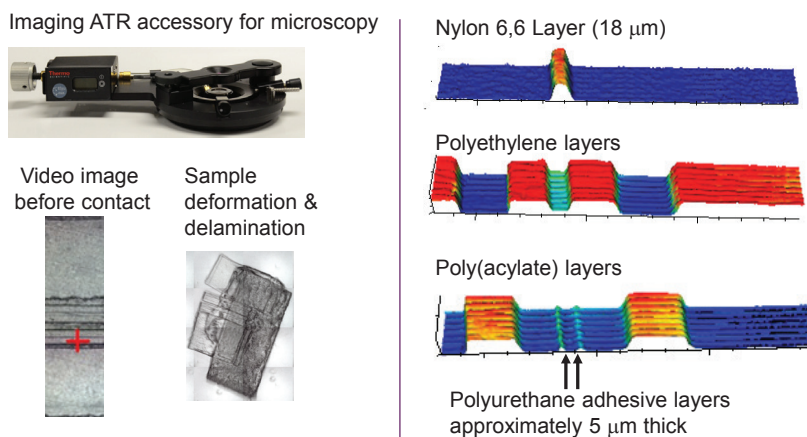 Imaging ATR accessory for microscopy
Thermo
Video image
before contact
Sample
deformation &
delamination
Nylon 6,6 Layer (18 μm)
Polyethylene layers
Poly(acylate) layers
Polyurethane adhesive layers
approximately 5 μm thick